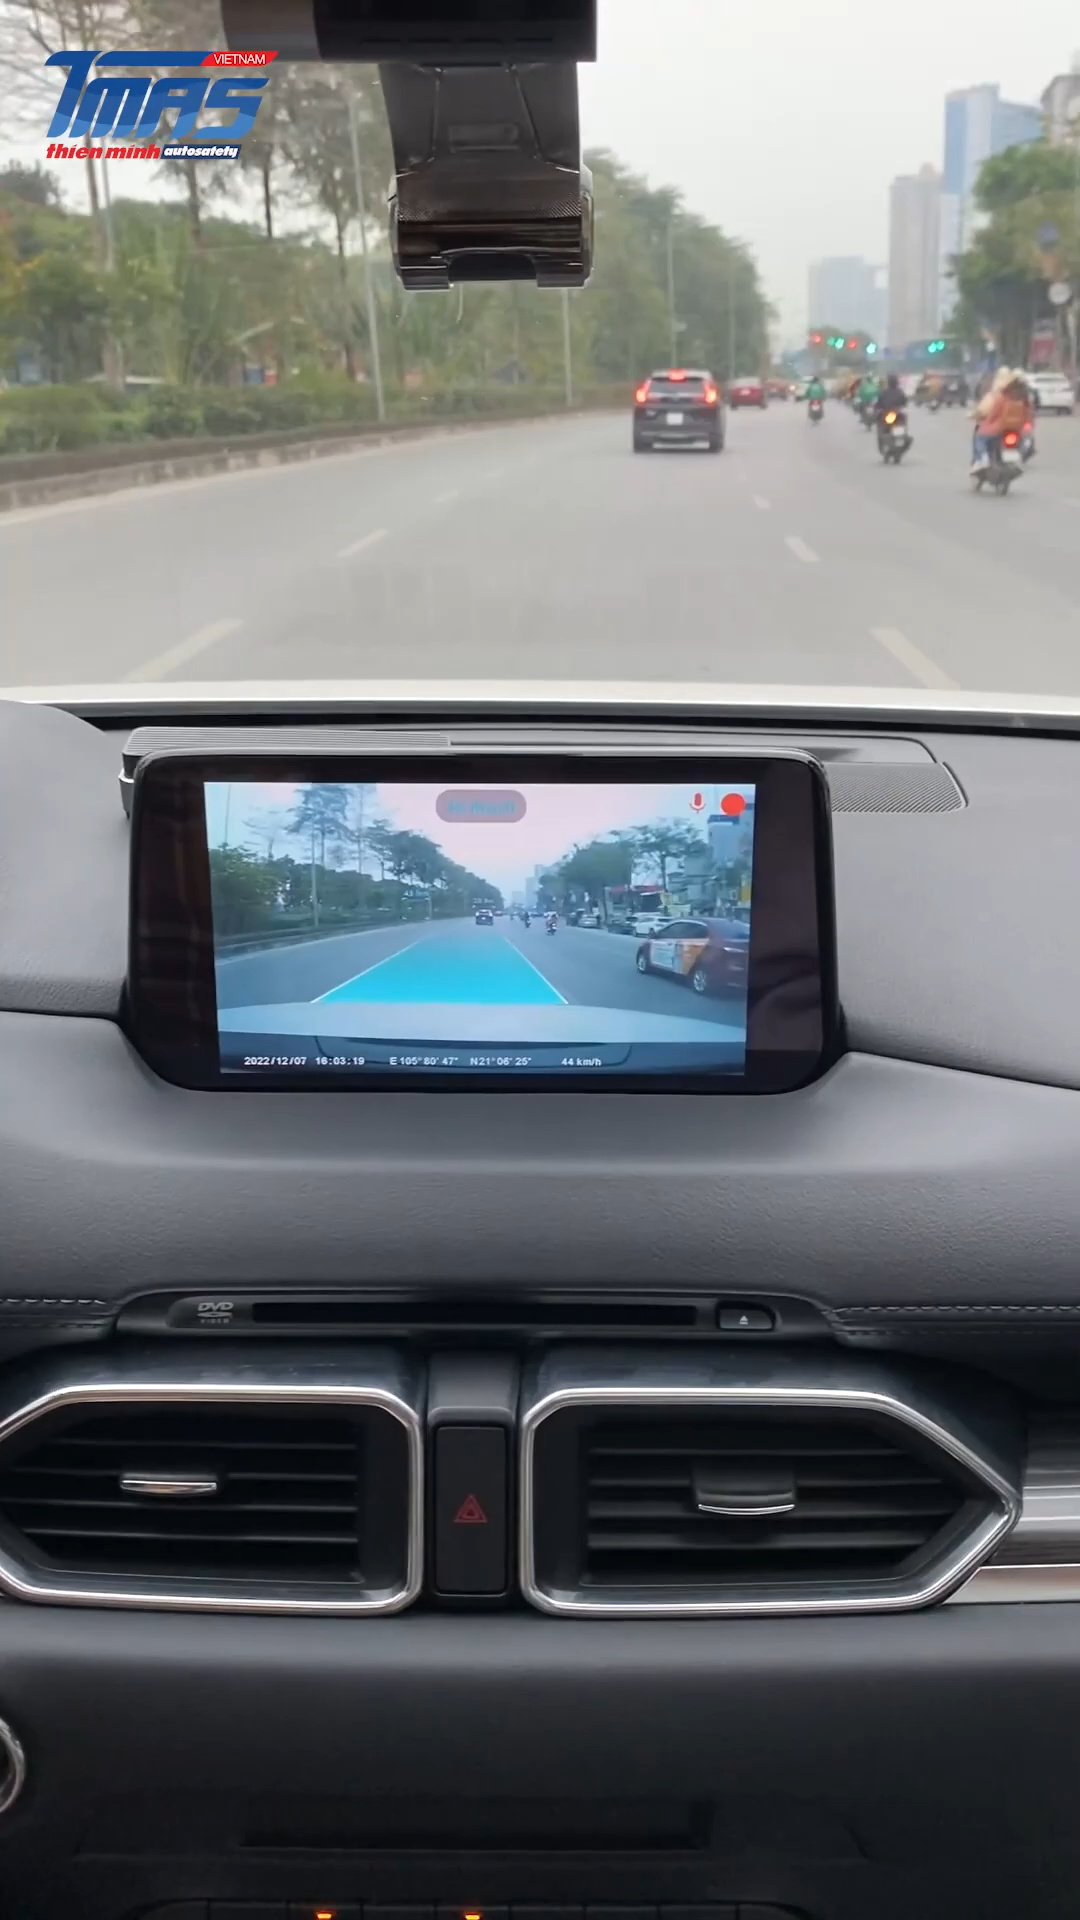 VIETNAM
TMAS
thiên minh autosafety
2022/12/07 16:03:19 E 105° 80' 47" N21° 06' 25" 44 km/h
DVD
VIDEO